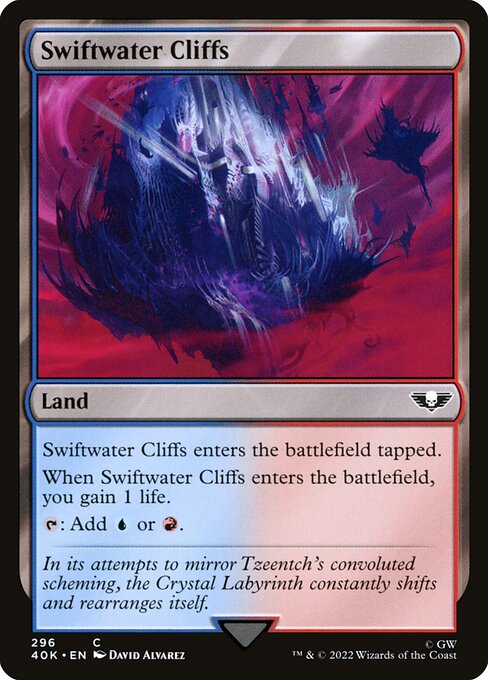 Swiftwater Cliffs
Land
Swiftwater Cliffs enters the battlefield tapped.
When Swiftwater Cliffs enters the battlefield,
you gain 1 life.
: Add or .
In its attempts to mirror Tzeentch's convoluted
scheming, the Crystal Labyrinth constantly shifts
and rearranges itself.
296 C
40K • EN DAVID ALVAREZ
© GW
™ & © 2022 Wizards of the Coast